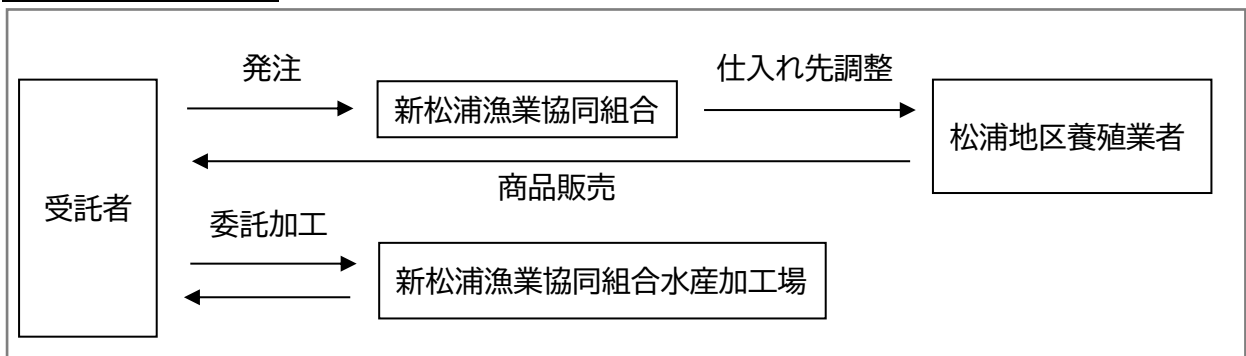 発注
仕入れ先調整
新松浦漁業協同組合
松浦地区養殖業者
商品販売
受託者
委託加工
新松浦漁業協同組合水産加工場